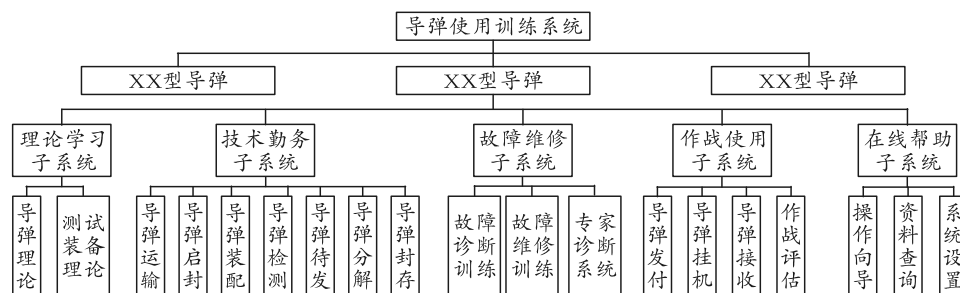 导弹使用训练系统
XX型导弹
XX型导弹
XX型导弹
理论学习
子系统
技术勤务
子系统
故障维修
子系统
作战使用
子系统
在线帮助
子系统
导弹理论
测试
装备
理论
导弹运输
导弹启封
导弹装配
导弹检测
导弹待发
导弹分解
导弹封存
故障
诊断
训练
故障
维修
训练
专家
诊断
系统
导弹发付
导弹挂机
导弹接收
作战评估
操作向导
资料查询
系统设置